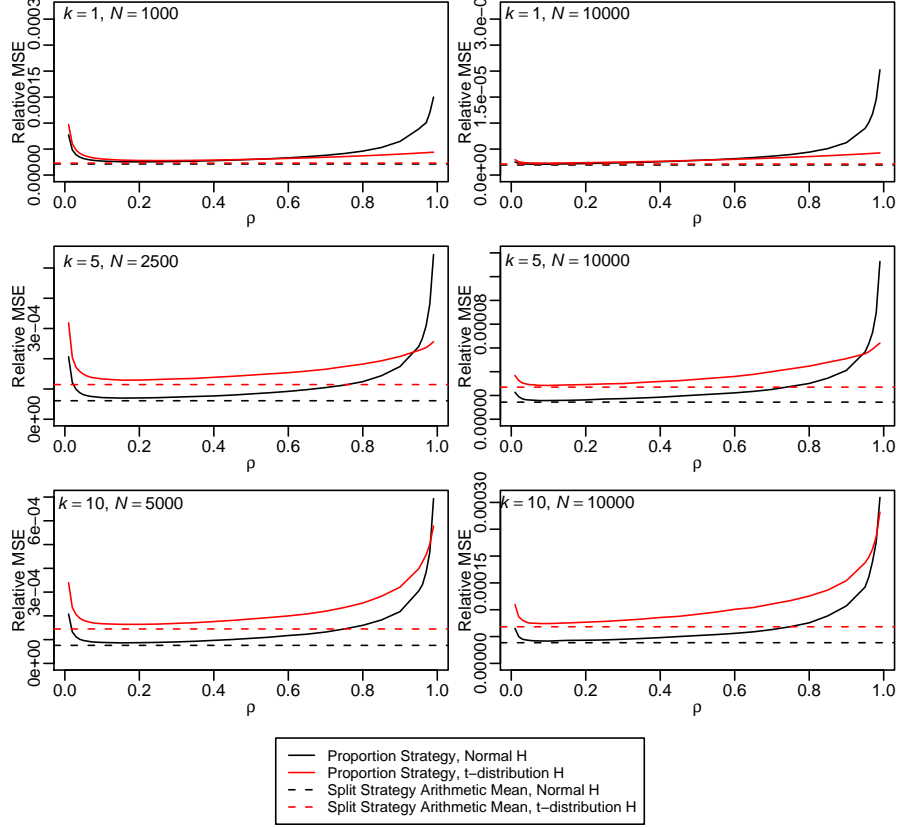 k = 1, N = 1000
Relative MSE
0.00000 0.00015 0.0003
0.0 0.2 0.4 0.6 0.8 1.0
ρ
k = 1, N = 10000
Relative MSE
0.0e+00 1.5e−05 3.0e−0
0.0 0.2 0.4 0.6 0.8 1.0
ρ
k = 5, N = 2500
Relative MSE
0e+00 3e−04
0.0 0.2 0.4 0.6 0.8 1.0
ρ
k = 5, N = 10000
Relative MSE
0.00000 0.00008
0.0 0.2 0.4 0.6 0.8 1.0
ρ
k = 10, N = 5000
Relative MSE
0e+00 3e−04 6e−04
0.0 0.2 0.4 0.6 0.8 1.0
ρ
k = 10, N = 10000
Relative MSE
0.00000 0.00015 0.00030
0.0 0.2 0.4 0.6 0.8 1.0
ρ
Proportion Strategy, Normal H
Proportion Strategy, t−distribution H
Split Strategy Arithmetic Mean, Normal H
Split Strategy Arithmetic Mean, t−distribution H